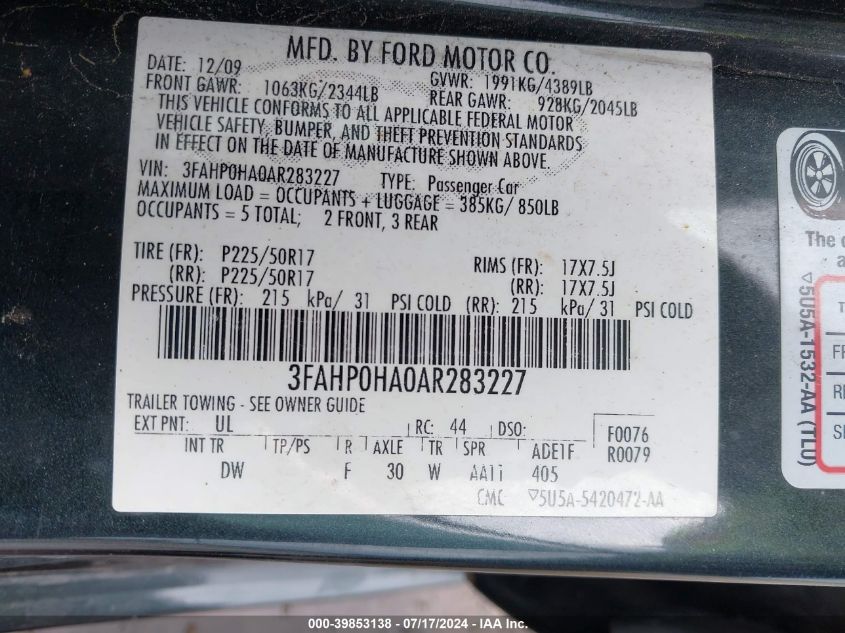 MFD. BY FORD MOTOR CO.
DATE: 12/09 GVWR: 1991KG/4389LB
FRONT GAWR: 1063KG/2344LB REAR GAWR: 928KG/2045LB
THIS VEHICLE CONFORMS TO ALL APPLICABLE FEDERAL MOTOR
VEHICLE SAFETY, BUMPER, AND THEFT PREVENTION STANDARDS
IN EFFECT ON THE DATE OF MANUFACTURE SHOWN ABOVE.
VIN: 3FAHP0HA0AR283227 TYPE: Passenger Car
MAXIMUM LOAD = OCCUPANTS + LUGGAGE = 385KG/ 850LB
OCCUPANTS = 5 TOTAL; 2 FRONT, 3 REAR
TIRE (FR): P225/50R17 RIMS (FR): 17X7.5J
(RR): P225/50R17 (RR): 17X7.5J
PRESSURE (FR): 215 kPa/ 31 PSI COLD (RR): 215 kPa/ 31 PSI COLD
3FAHP0HA0AR283227
TRAILER TOWING - SEE OWNER GUIDE
EXT PNT: UL RC: 44 DSO: F0076
INT TR TP/PS R AXLE TR SPR ADE1F R0079
DW F 30 W AA11 405
CMC ▽5U5A-5420472-AA
The
▽5U5A-1532-AA (TLU)
000-39853138 - 07/17/2024 - IAA Inc.